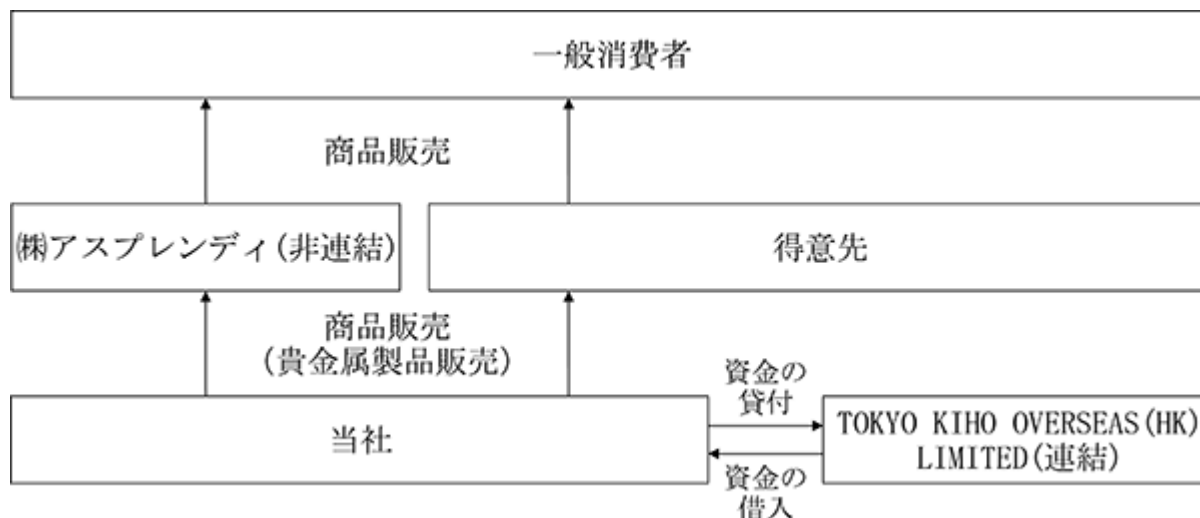 一般消費者
商品販売
㈱アスプレンディ(非連結)
得意先
商品販売
(貴金属製品販売)
当社
資金の
貸付
TOKYO KIHO OVERSEAS(HK)
LIMITED(連結)
資金の
借入